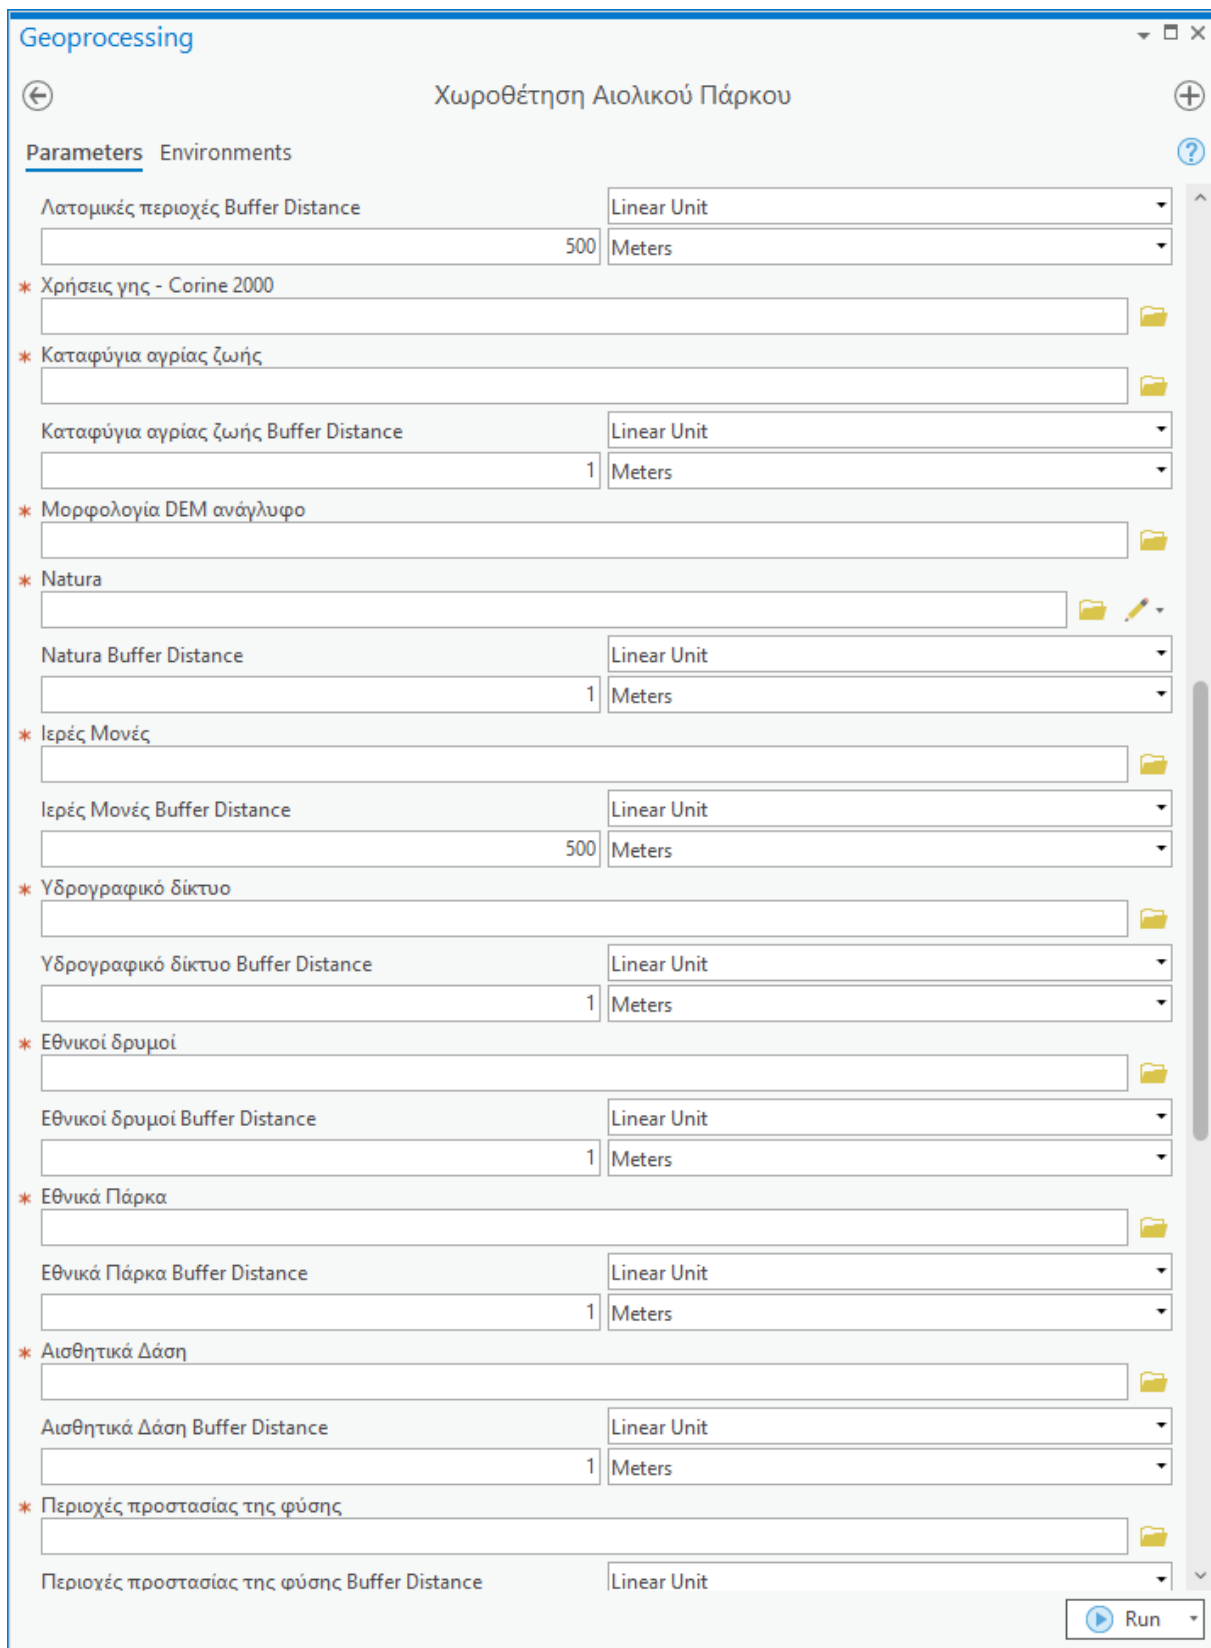 Geoprocessing
Χωροθέτηση Αιολικού Πάρκου
Parameters Environments
Λατομικές περιοχές Buffer Distance Linear Unit
500 Meters
* Χρήσεις γης - Corine 2000
* Καταφύγια αγρίας ζωής
Καταφύγια αγρίας ζωής Buffer Distance Linear Unit
1 Meters
* Μορφολογία DEM ανάγλυφο
* Natura
Natura Buffer Distance Linear Unit
1 Meters
* Ιερές Μονές
Ιερές Μονές Buffer Distance Linear Unit
500 Meters
* Υδρογραφικό δίκτυο
Υδρογραφικό δίκτυο Buffer Distance Linear Unit
1 Meters
* Εθνικοί δρυμοί
Εθνικοί δρυμοί Buffer Distance Linear Unit
1 Meters
* Εθνικά Πάρκα
Εθνικά Πάρκα Buffer Distance Linear Unit
1 Meters
* Αισθητικά Δάση
Αισθητικά Δάση Buffer Distance Linear Unit
1 Meters
* Περιοχές προστασίας της φύσης
Περιοχές προστασίας της φύσης Buffer Distance Linear Unit
Run